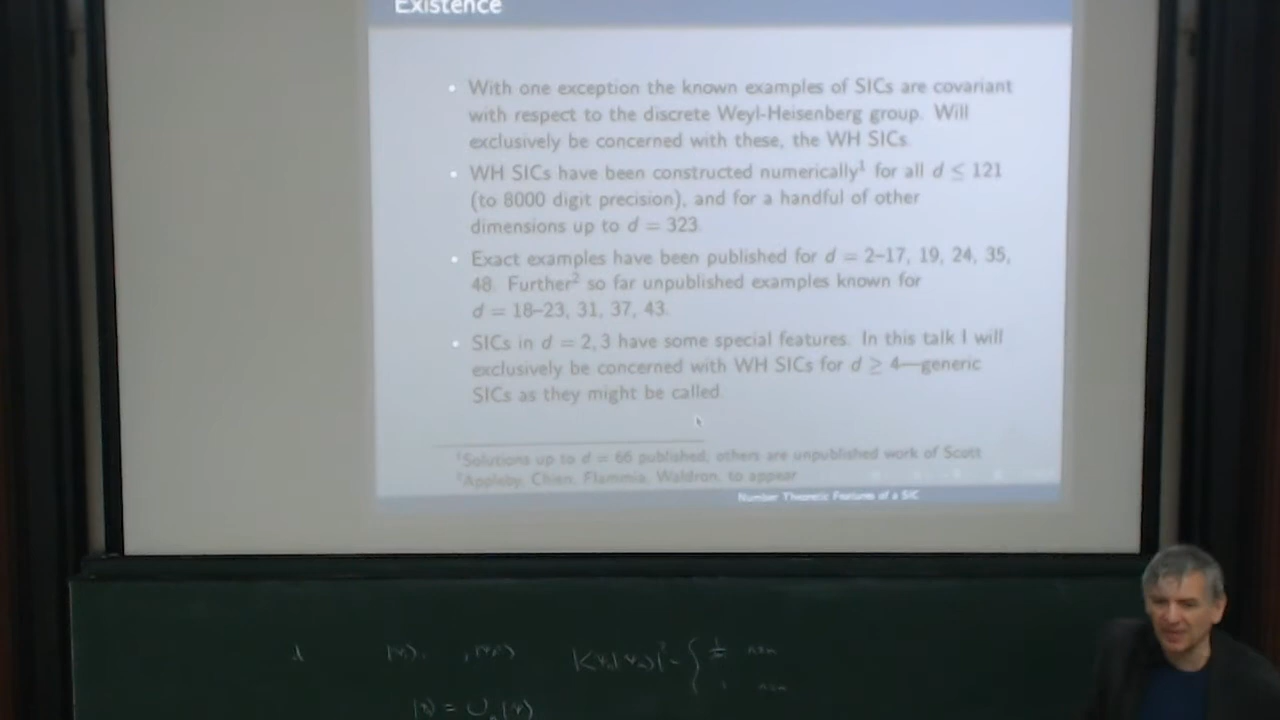 Existence
• With one exception the known examples of SICs are covariant
with respect to the discrete Weyl-Heisenberg group. Will
exclusively be concerned with these, the WH SICs.
• WH SICs have been constructed numerically¹ for all d ≤ 121
(to 8000 digit precision), and for a handful of other
dimensions up to d = 323.
• Exact examples have been published for d = 2–17, 19, 24, 35,
48. Further² so far unpublished examples known for
d = 18–23, 31, 37, 43.
• SICs in d = 2, 3 have some special features. In this talk I will
exclusively be concerned with WH SICs for d ≥ 4—generic
SICs as they might be called.
¹Solutions up to d = 66 published, others are unpublished work of Scott
²Appleby, Chien, Flammia, Waldron, to appear
Number Theoretic Features of a SIC